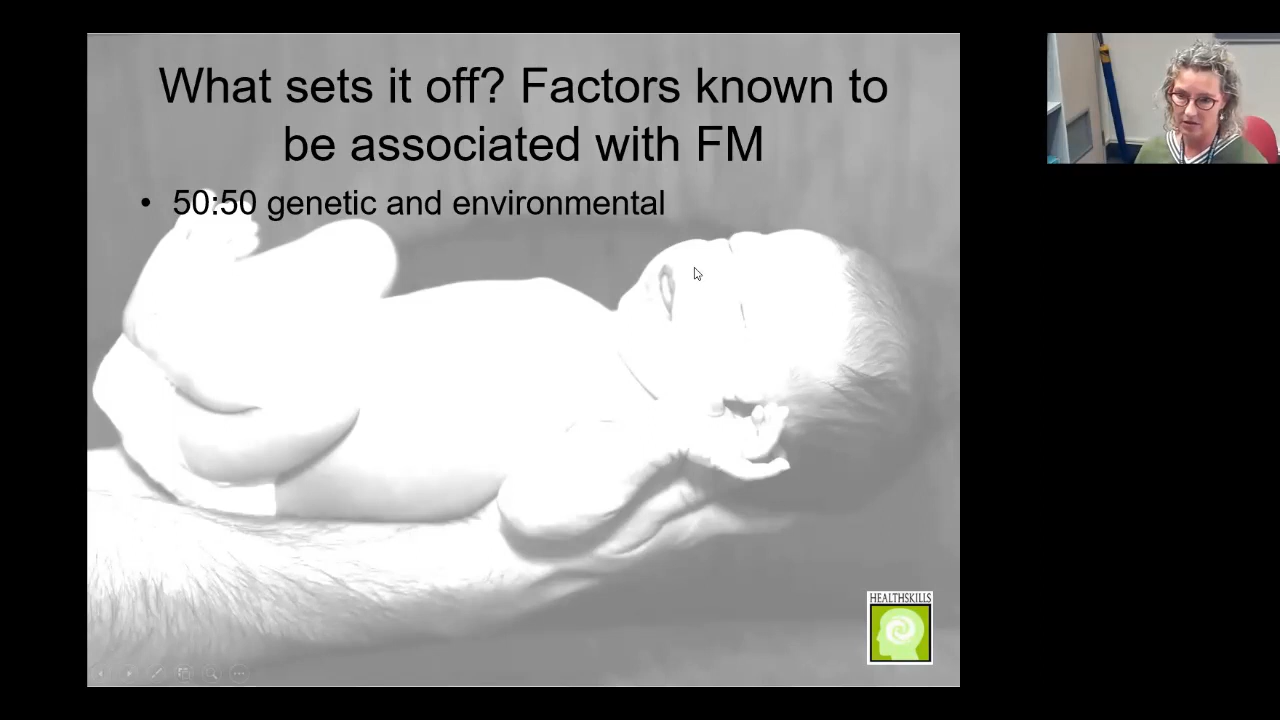 What sets it off? Factors known to
be associated with FM
• 50:50 genetic and environmental
HEALTHSKILLS